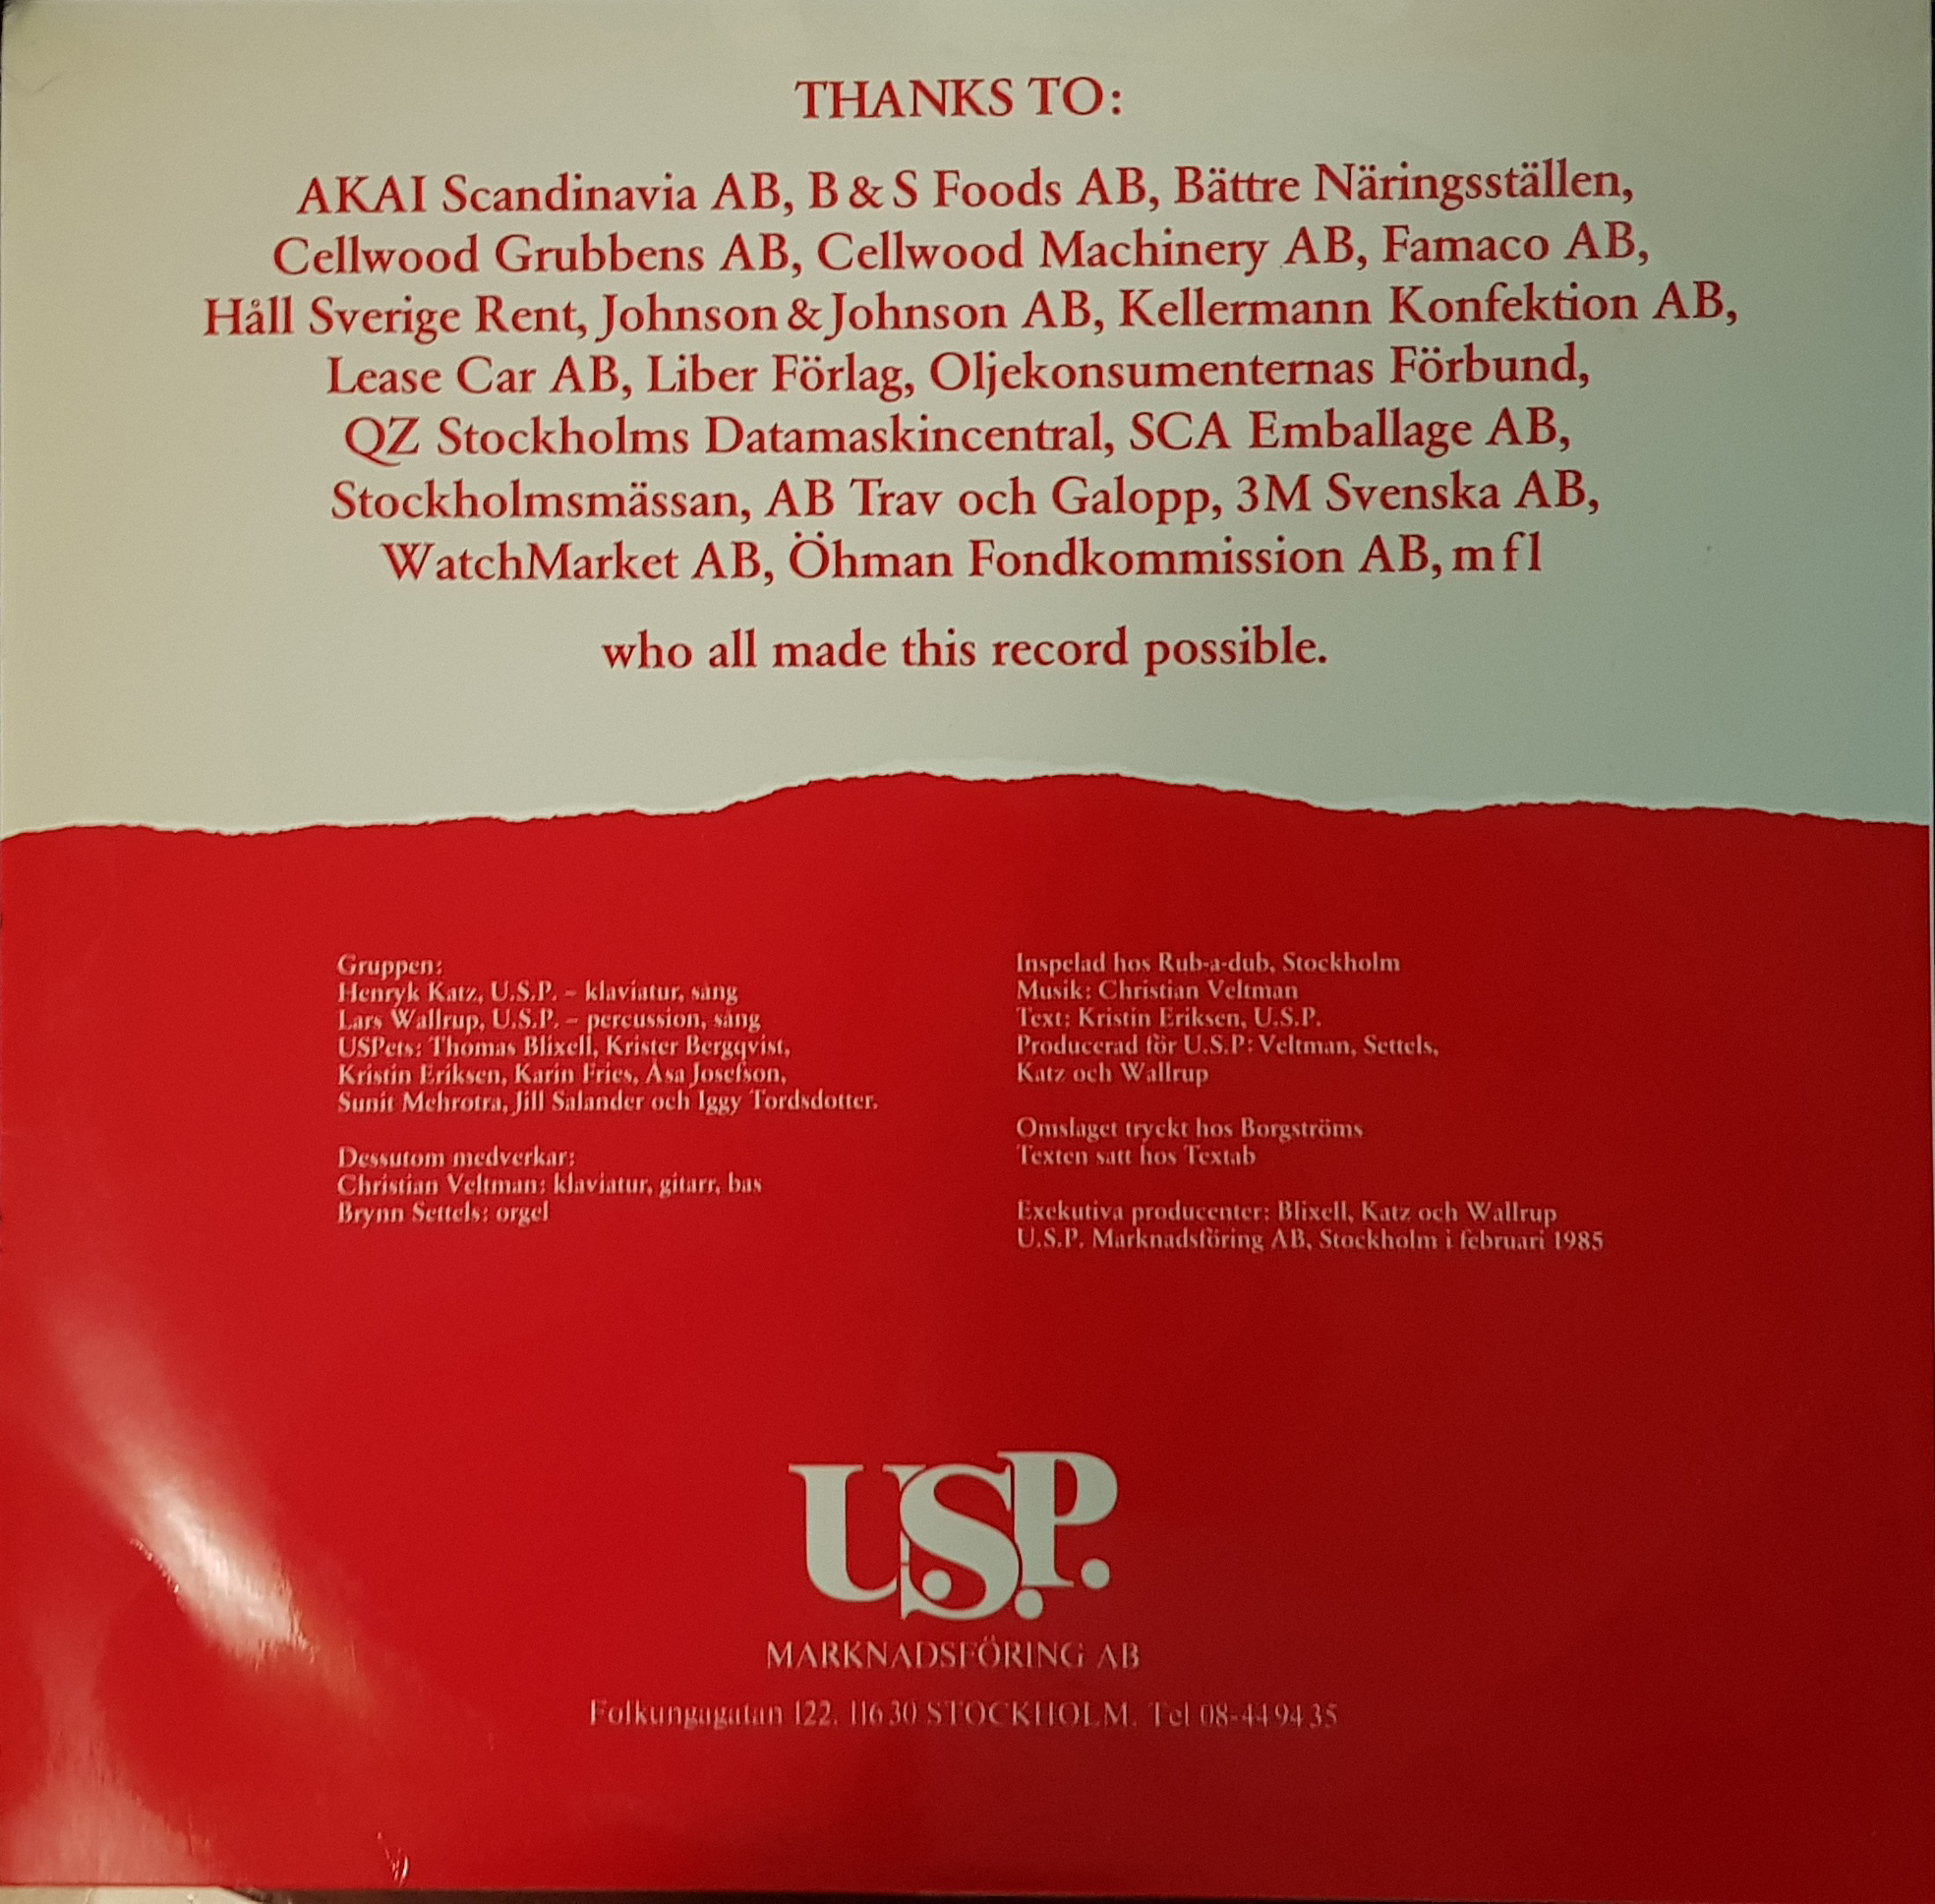 THANKS TO:
AKAI Scandinavia AB, B & S Foods AB, Bättre Näringsställen,
Cellwood Grubbens AB, Cellwood Machinery AB, Famaco AB,
Håll Sverige Rent, Johnson & Johnson AB, Kellermann Konfektion AB,
Lease Car AB, Liber Förlag, Oljekonsumenternas Förbund,
QZ Stockholms Datamaskincentral, SCA Emballage AB,
Stockholmsmässan, AB Trav och Galopp, 3M Svenska AB,
WatchMarket AB, Öhman Fondkommission AB, m f l
who all made this record possible.
Gruppen:
Henryk Katz, U.S.P. – klaviatur, sång
Lars Wallrup, U.S.P. – percussion, sång
USPets: Thomas Blixell, Krister Bergqvist,
Kristin Eriksen, Karin Fries, Åsa Josefson,
Sunit Mehrotra, Jill Salander och Iggy Tordsdotter.
Dessutom medverkar:
Christian Veltman: klaviatur, gitarr, bas
Brynn Settels: orgel
Inspelad hos Rub-a-dub, Stockholm
Musik: Christian Veltman
Text: Kristin Eriksen, U.S.P.
Producerad för U.S.P: Veltman, Settels,
Katz och Wallrup
Omslaget tryckt hos Borgströms
Texten satt hos Textab
Exekutiva producenter: Blixell, Katz och Wallrup
U.S.P. Marknadsföring AB, Stockholm i februari 1985
U.S.P.
MARKNADSFÖRING AB
Folkungagatan 122, 116 30 STOCKHOLM. Tel 08-44 94 35